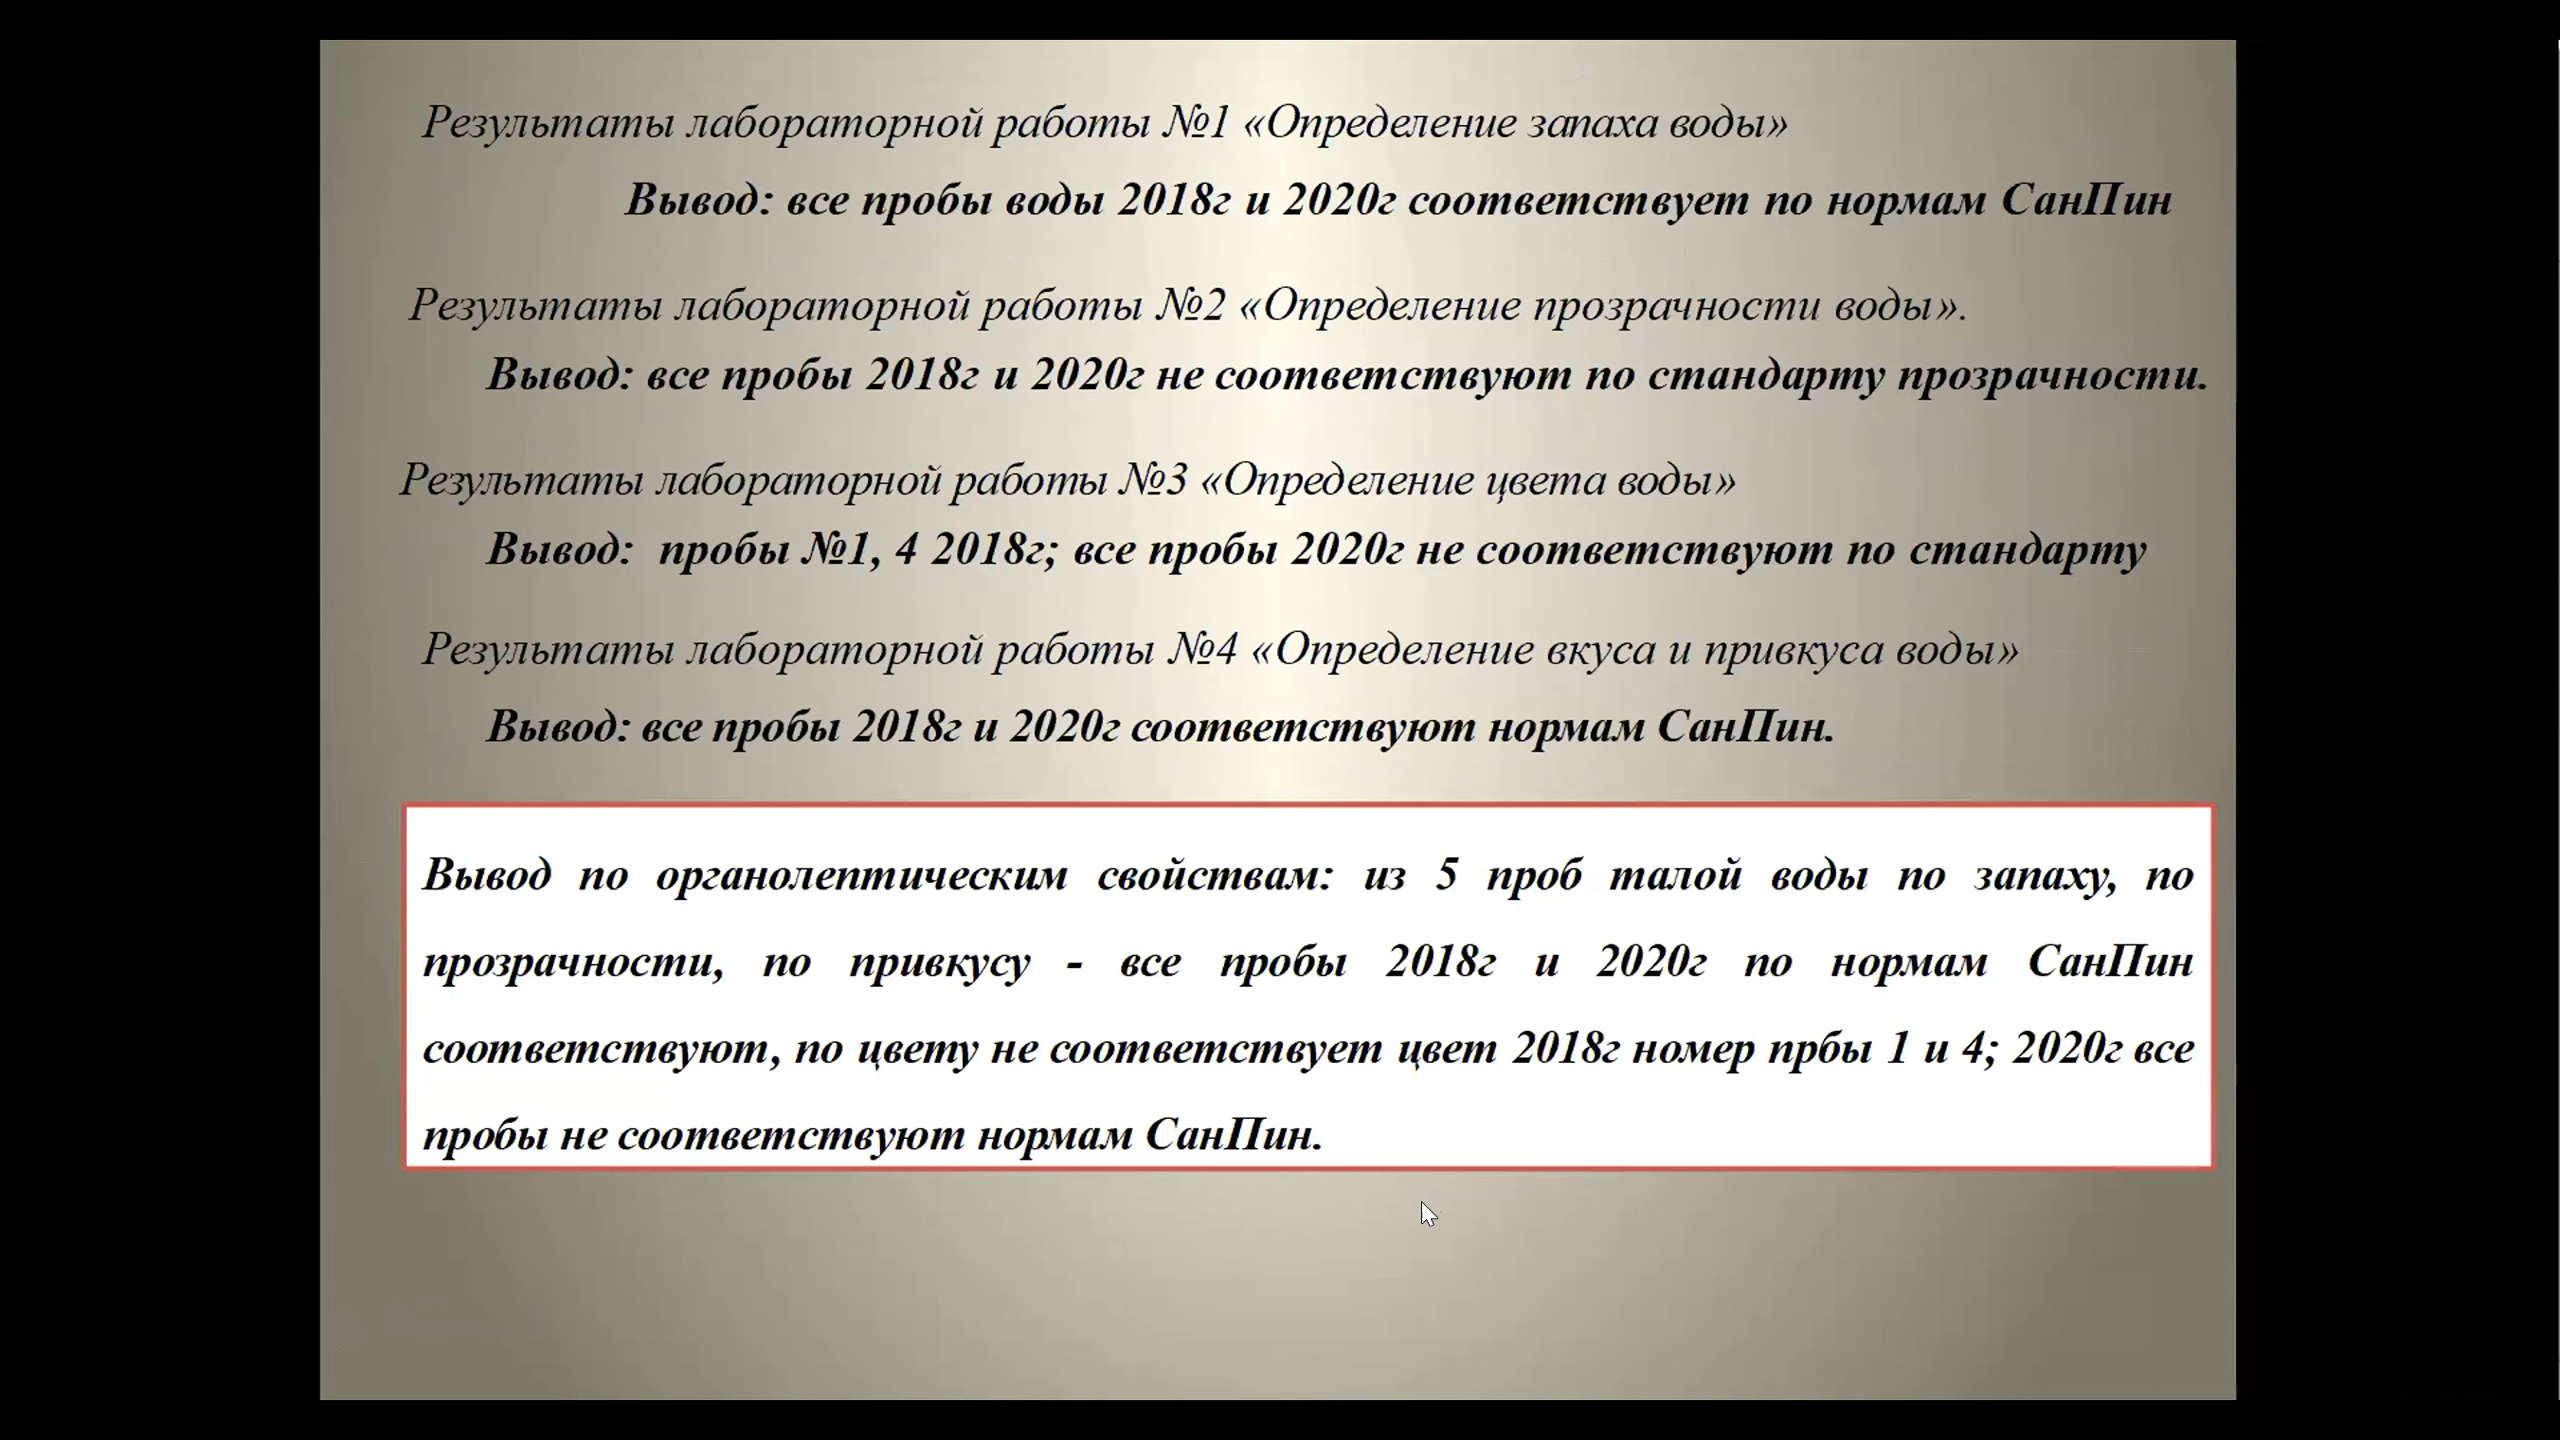 Результаты лабораторной работы №1 «Определение запаха воды»
Вывод: все пробы воды 2018г и 2020г соответствует по нормам СанПин
Результаты лабораторной работы №2 «Определение прозрачности воды».
Вывод: все пробы 2018г и 2020г не соответствуют по стандарту прозрачности.
Результаты лабораторной работы №3 «Определение цвета воды»
Вывод: пробы №1, 4 2018г; все пробы 2020г не соответствуют по стандарту
Результаты лабораторной работы №4 «Определение вкуса и привкуса воды»
Вывод: все пробы 2018г и 2020г соответствуют нормам СанПин.
Вывод по органолептическим свойствам: из 5 проб талой воды по запаху, по
прозрачности, по привкусу - все пробы 2018г и 2020г по нормам СанПин
соответствуют, по цвету не соответствует цвет 2018г номер прбы 1 и 4; 2020г все
пробы не соответствуют нормам СанПин.